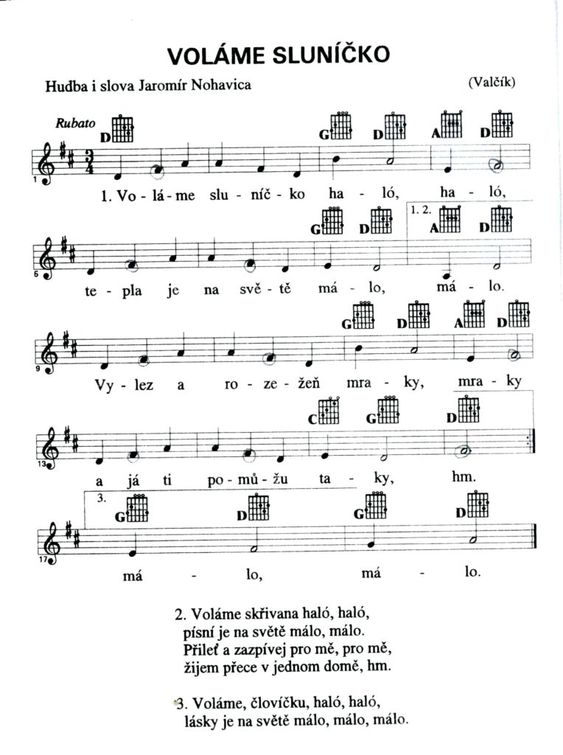 VOLÁME SLUNÍČKO
Hudba i slova Jaromír Nohavica
(Valčík)
Rubato
D G D A D
3
4
1
1. Vo - lá - me slu - níč - ko ha - ló, ha - ló,
G D 1. 2. A D
5
te - pla je na svě - tě má - lo, má - lo.
G D A D
9
Vy - lez a ro - ze - žeň mra - ky, mra - ky
C G D
13
a já ti po - mů - žu ta - ky, hm.
3. G D G D
17
má - lo, má - lo.
2. Voláme skřivana haló, haló,
písní je na světě málo, málo.
Přileť a zazpívej pro mě, pro mě,
žijem přece v jednom domě, hm.
3. Voláme, človíčku, haló, haló,
lásky je na světě málo, málo, málo.